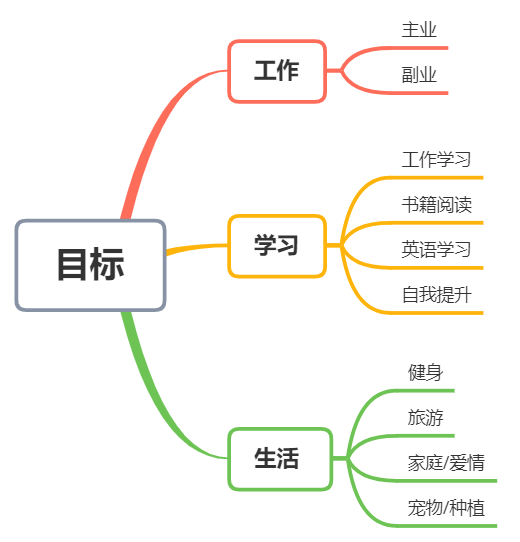 目标
工作
主业
副业
学习
工作学习
书籍阅读
英语学习
自我提升
生活
健身
旅游
家庭/爱情
宠物/种植